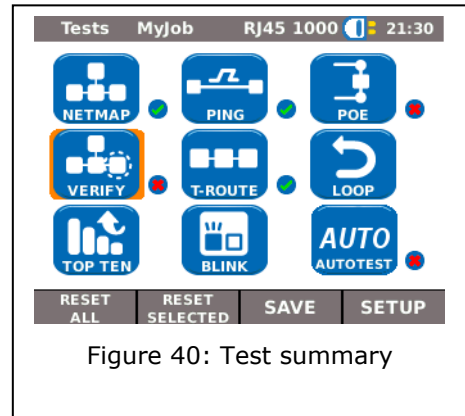 Tests MyJob RJ45 1000 21:30
NETMAP PING POE
VERIFY T-ROUTE LOOP
AUTO
TOP TEN BLINK AUTOTEST
RESET ALL RESET SELECTED SAVE SETUP
Figure 40: Test summary